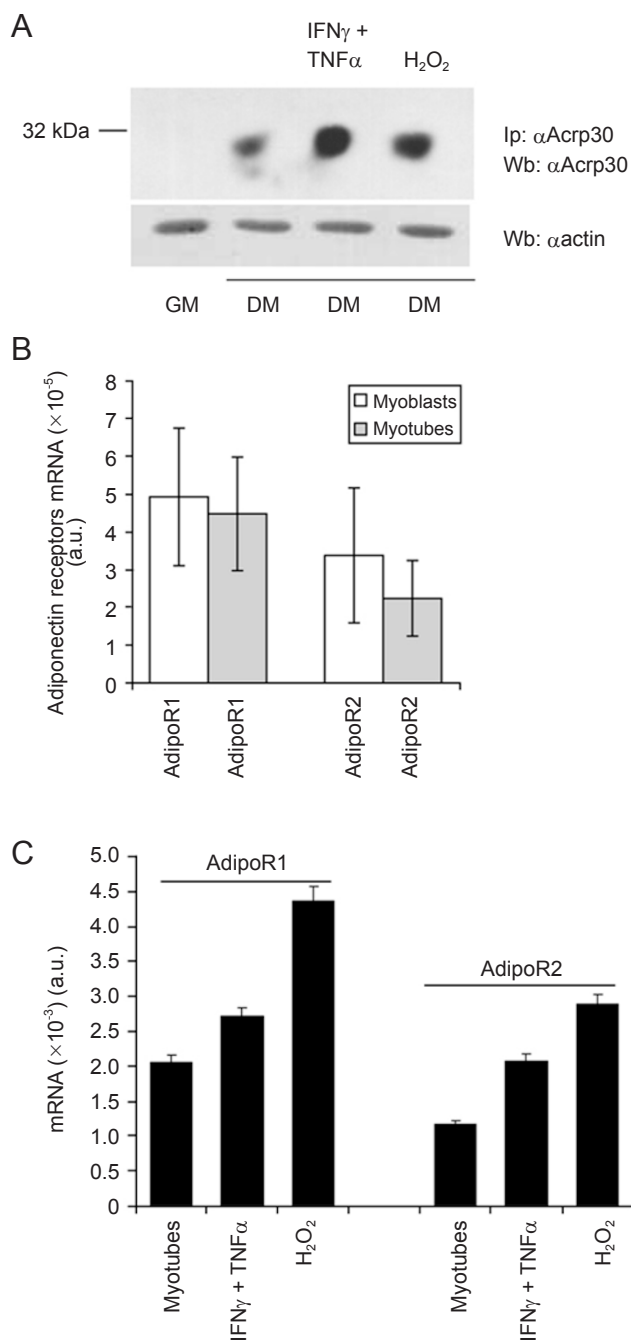 A
IFNγ +
TNFα
H₂O₂
32 kDa
Ip: αAcrp30
Wb: αAcrp30
Wb: αactin
GM DM DM DM
B
Adiponectin receptors mRNA (×10⁻⁵)
(a.u.)
8
7
6
5
4
3
2
1
0
Myoblasts
Myotubes
AdipoR1
AdipoR1
AdipoR2
AdipoR2
C
mRNA (×10⁻³) (a.u.)
5.0
4.5
4.0
3.5
3.0
2.5
2.0
1.5
1.0
0.5
0
AdipoR1
AdipoR2
Myotubes
IFNγ + TNFα
H₂O₂
Myotubes
IFNγ + TNFα
H₂O₂